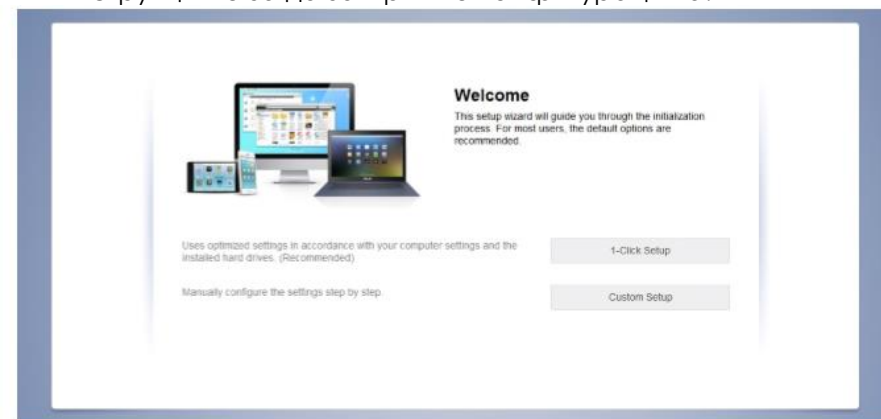 Welcome
This setup wizard will guide you through the initialization
process. For most users, the default options are
recommended.
Uses optimized settings in accordance with your computer settings and the
installed hard drives. (Recommended)
1-Click Setup
Manually configure the settings step by step.
Custom Setup